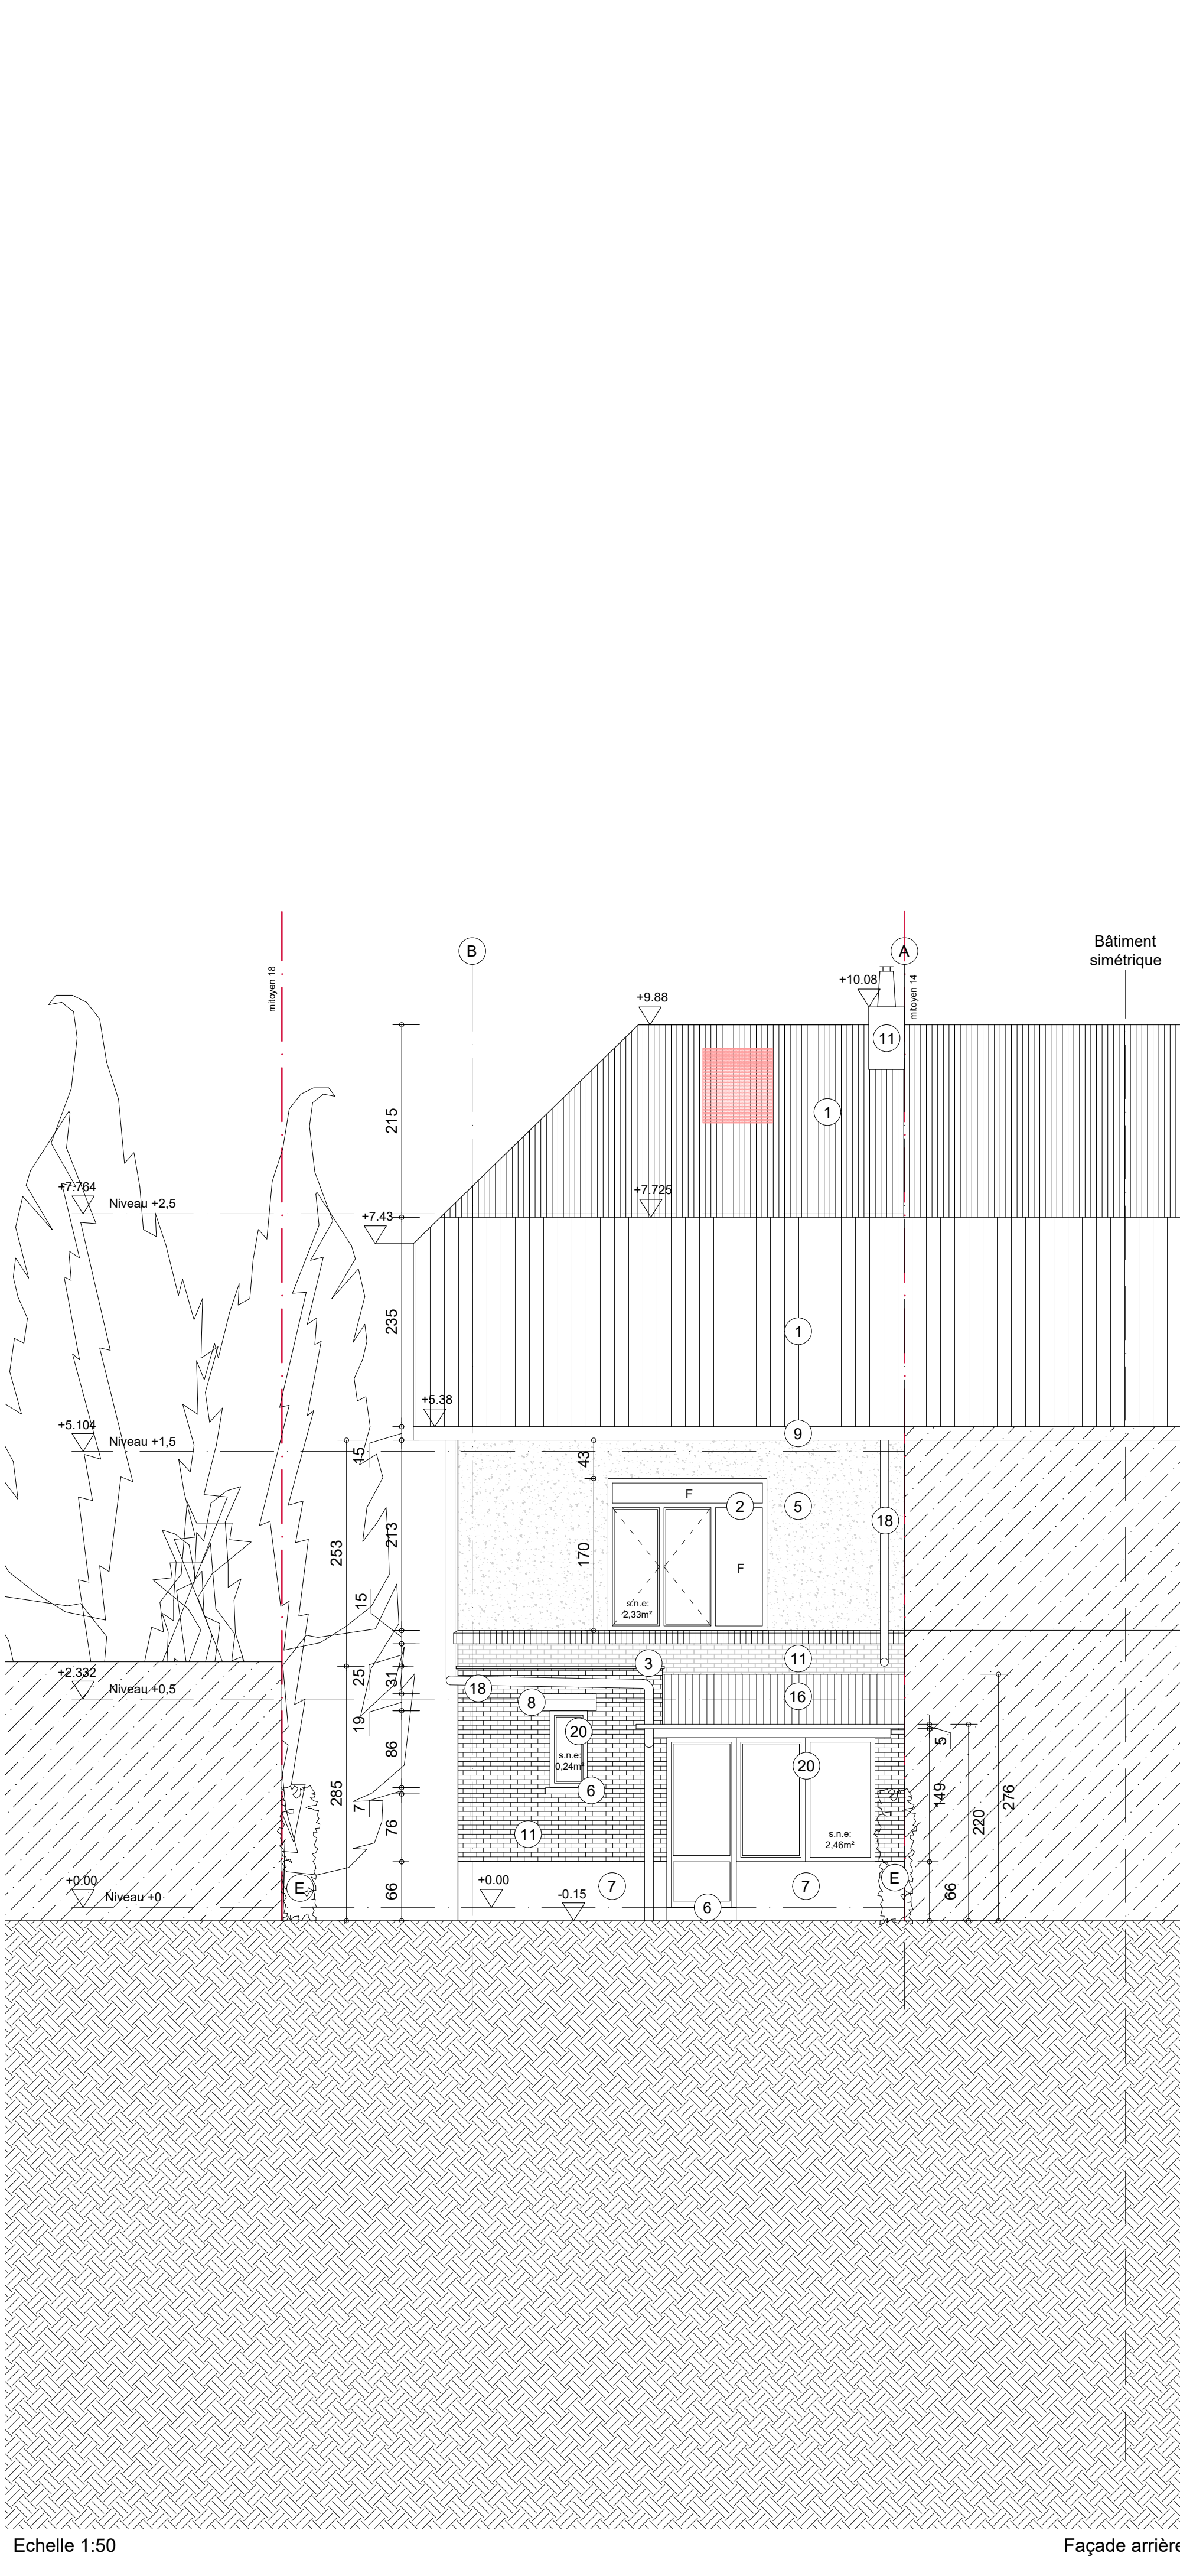 Bâtiment
simétrique
B
A
mitoyen 18
mitoyen 14
+10.08
+9.88
11
1
215
+7.764
Niveau +2,5
+7.725
+7.43
235
1
+5.38
+5.104
Niveau +1,5
9
15
43
F
2
5
18
253
213
170
F
s.n.e:
2,33m²
15
11
3
+2.332
Niveau +0,5
25
31
18
8
16
19
20
s.n.e:
0,24m²
86
5
20
6
285
7
149
276
220
76
11
s.n.e:
2,46m²
+0.00
Niveau +0
E
66
+0.00
-0.15
7
7
E
66
6
Echelle 1:50
Façade arrière